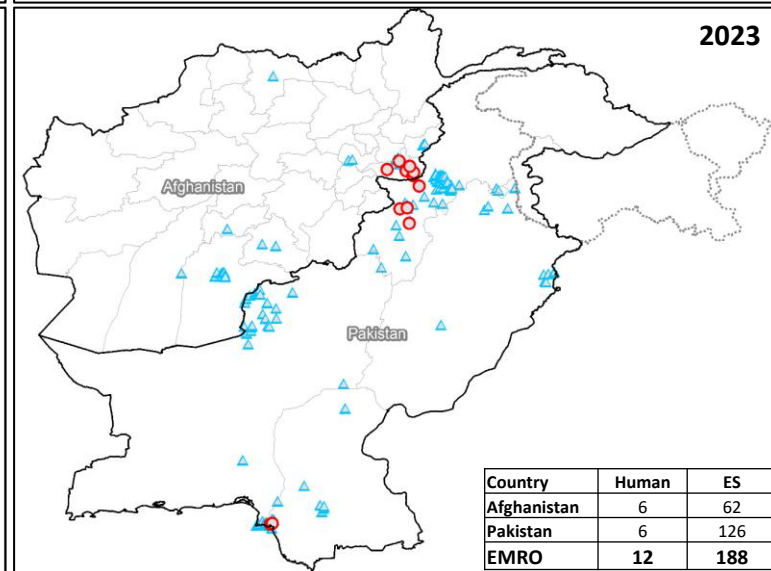 2023
Afghanistan
Pakistan
Country Human ES
Afghanistan 6 62
Pakistan 6 126
EMRO 12 188